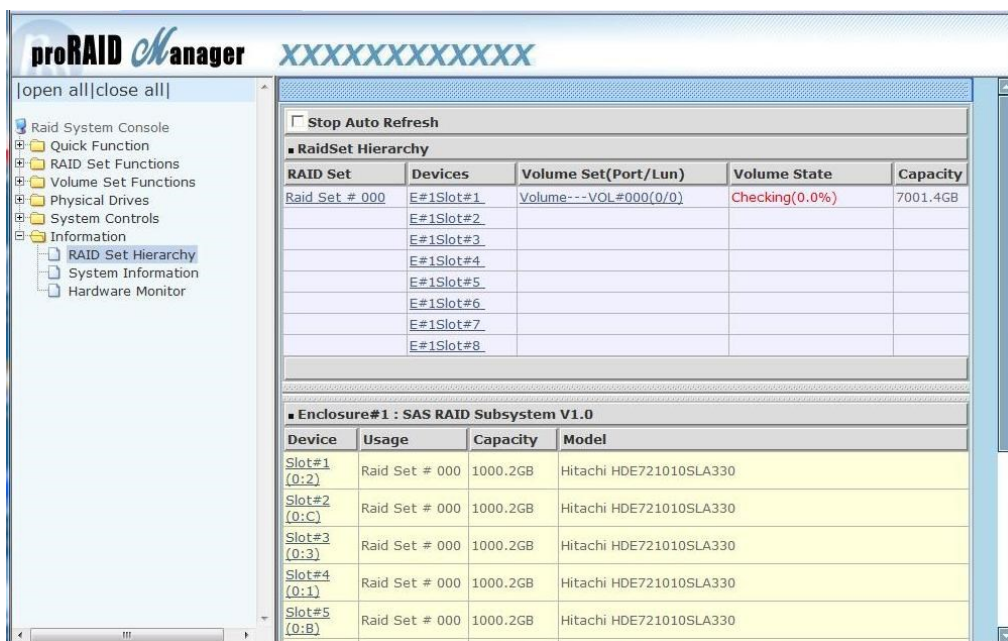 proRAID Manager XXXXXXXXXXXXX
|open all|close all|
Raid System Console
Quick Function
RAID Set Functions
Volume Set Functions
Physical Drives
System Controls
Information
RAID Set Hierarchy
System Information
Hardware Monitor
Stop Auto Refresh
RaidSet Hierarchy
RAID Set Devices Volume Set(Port/Lun) Volume State Capacity
Raid Set # 000 E#1Slot#1 Volume---VOL#000(0/0) Checking(0.0%) 7001.4GB
E#1Slot#2
E#1Slot#3
E#1Slot#4
E#1Slot#5
E#1Slot#6
E#1Slot#7
E#1Slot#8
Enclosure#1 : SAS RAID Subsystem V1.0
Device Usage Capacity Model
Slot#1 (0:2) Raid Set # 000 1000.2GB Hitachi HDE721010SLA330
Slot#2 (0:C) Raid Set # 000 1000.2GB Hitachi HDE721010SLA330
Slot#3 (0:3) Raid Set # 000 1000.2GB Hitachi HDE721010SLA330
Slot#4 (0:1) Raid Set # 000 1000.2GB Hitachi HDE721010SLA330
Slot#5 (0:B) Raid Set # 000 1000.2GB Hitachi HDE721010SLA330